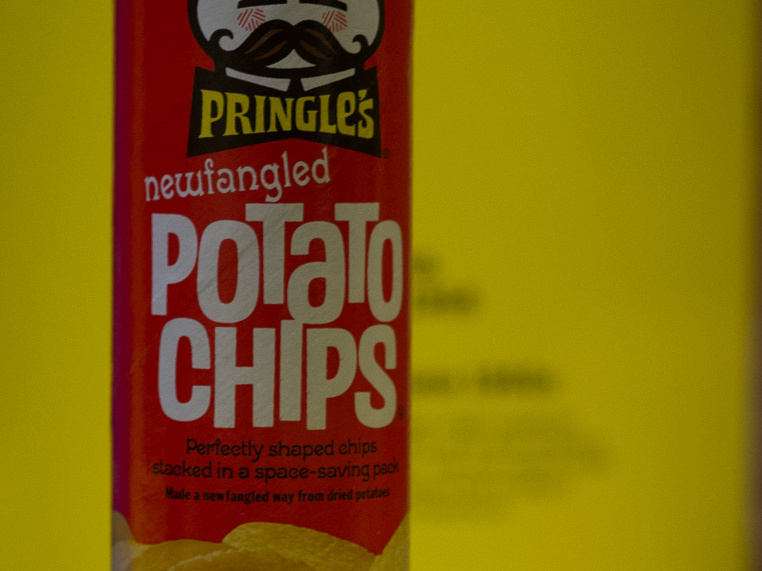 PRINGLE'S
newfangled
POTATO
CHIPS
Perfectly shaped chips
stacked in a space-saving pack
Made a newfangled way from dried potatoes